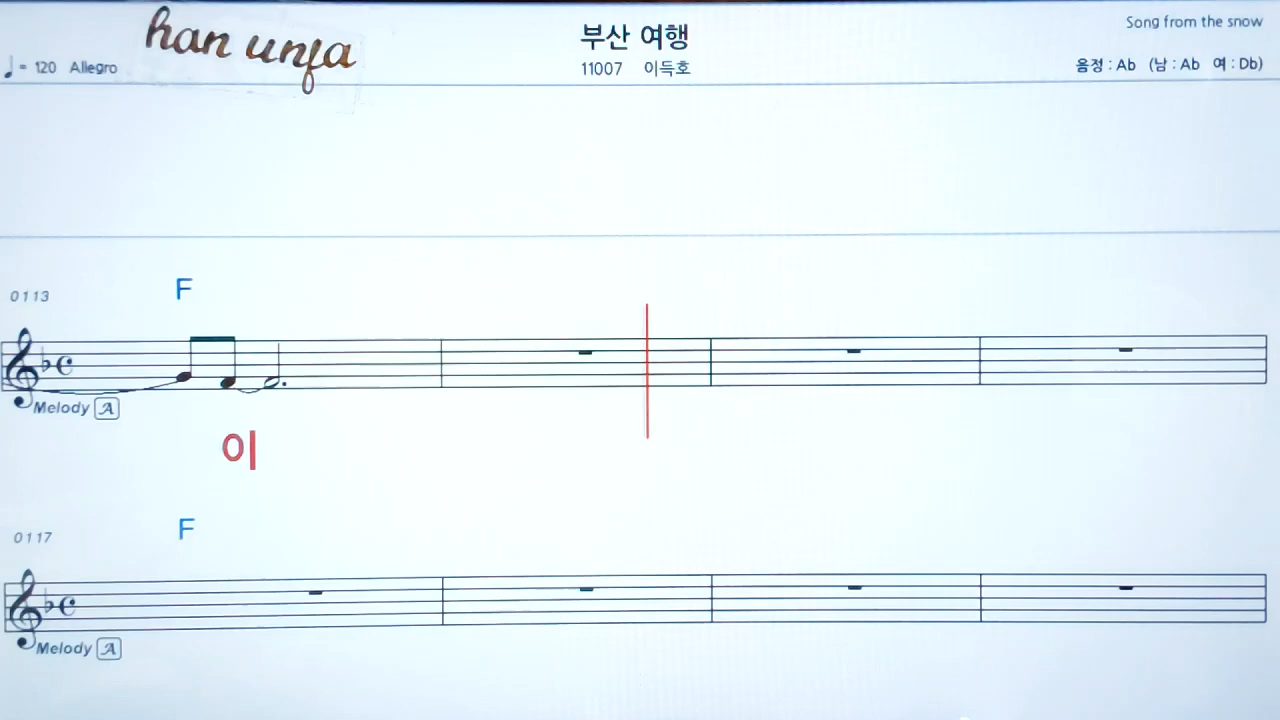 han unfa
부산 여행
Song from the snow
♩= 120 Allegro
11007 이득호
음정 : Ab (남 : Ab 여 : Db)
F
0113
Melody A
이
F
0117
Melody A